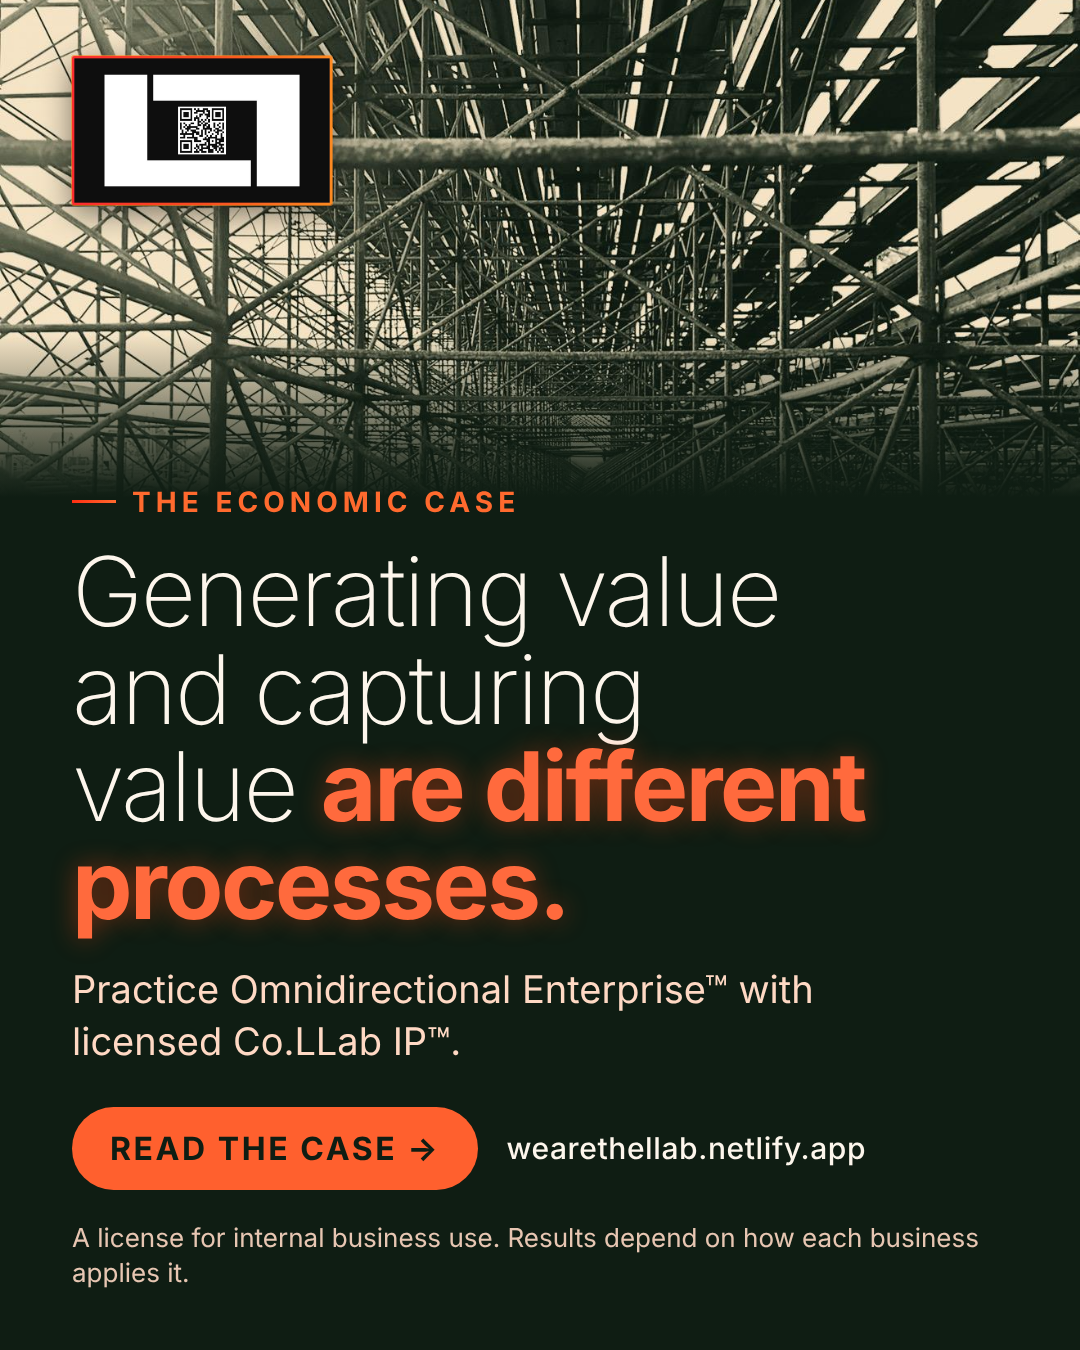 THE ECONOMIC CASE
Generating value
and capturing
value are different
processes.
Practice Omnidirectional Enterprise™ with
licensed Co.LLab IP™.
READ THE CASE →
wearethellab.netlify.app
A license for internal business use. Results depend on how each business
applies it.